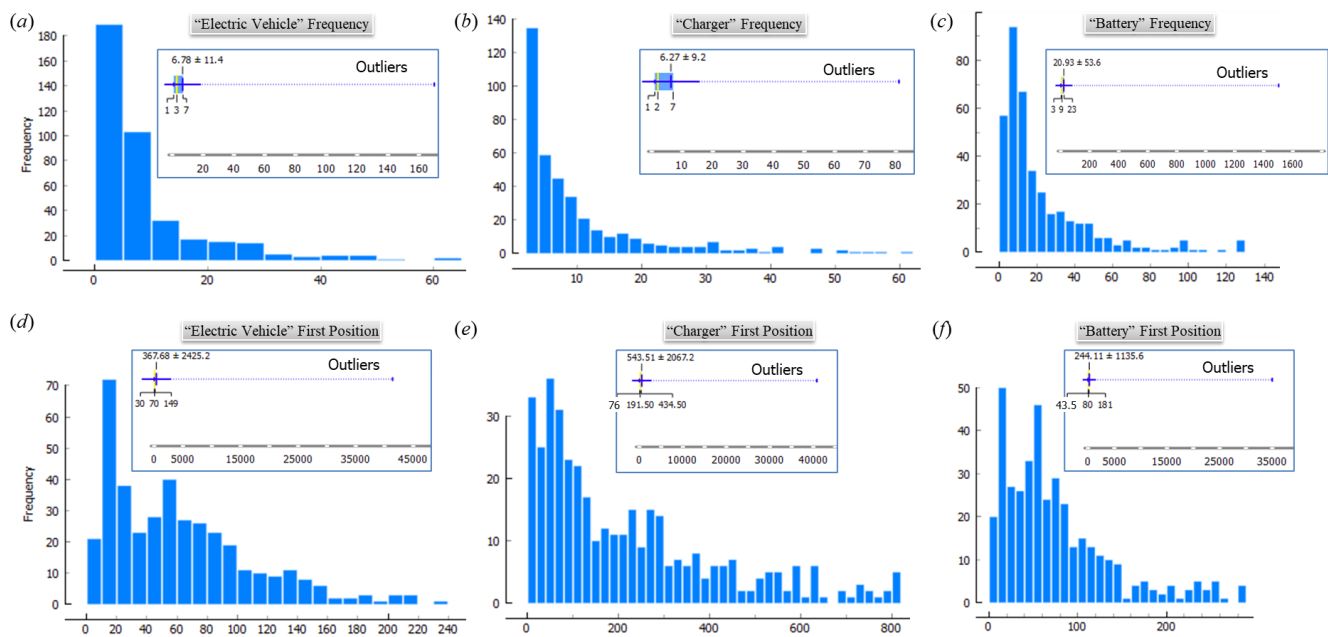 (a) “Electric Vehicle” Frequency
Frequency
180
160
140
120
100
80
60
40
20
0
0 20 40 60
6.78 ± 11.4
Outliers
1 3 7
20 40 60 80 100 120 140 160
(b) “Charger” Frequency
140
120
100
80
60
40
20
0
10 20 30 40 50 60
6.27 ± 9.2
Outliers
1 2 7
10 20 30 40 50 60 70 80
(c) “Battery” Frequency
100
80
60
40
20
0
0 20 40 60 80 100 120 140
20.93 ± 53.6
Outliers
3 9 23
200 400 600 800 1000 1200 1400 1600
(d) “Electric Vehicle” First Position
Frequency
70
60
50
40
30
20
10
0
0 20 40 60 80 100 120 140 160 180 200 220 240
367.68 ± 2425.2
Outliers
30 70 149
0 5000 15000 25000 35000 45000
(e) “Charger” First Position
30
20
10
0
0 200 400 600 800
543.51 ± 2067.2
Outliers
76 191.50 434.50
0 10000 20000 30000 40000
(f) “Battery” First Position
50
40
30
20
10
0
0 100 200
244.11 ± 1135.6
Outliers
43.5 80 181
0 5000 15000 25000 35000